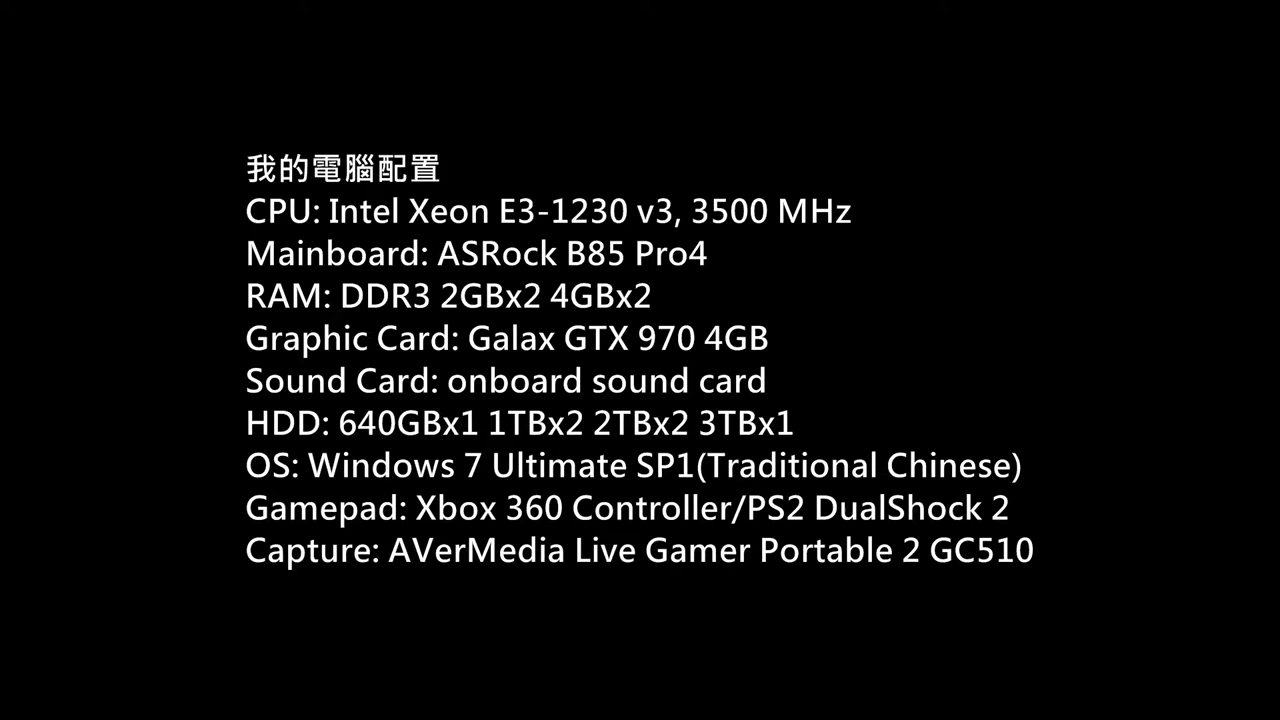 我的電腦配置
CPU: Intel Xeon E3-1230 v3, 3500 MHz
Mainboard: ASRock B85 Pro4
RAM: DDR3 2GBx2 4GBx2
Graphic Card: Galax GTX 970 4GB
Sound Card: onboard sound card
HDD: 640GBx1 1TBx2 2TBx2 3TBx1
OS: Windows 7 Ultimate SP1(Traditional Chinese)
Gamepad: Xbox 360 Controller/PS2 DualShock 2
Capture: AVerMedia Live Gamer Portable 2 GC510